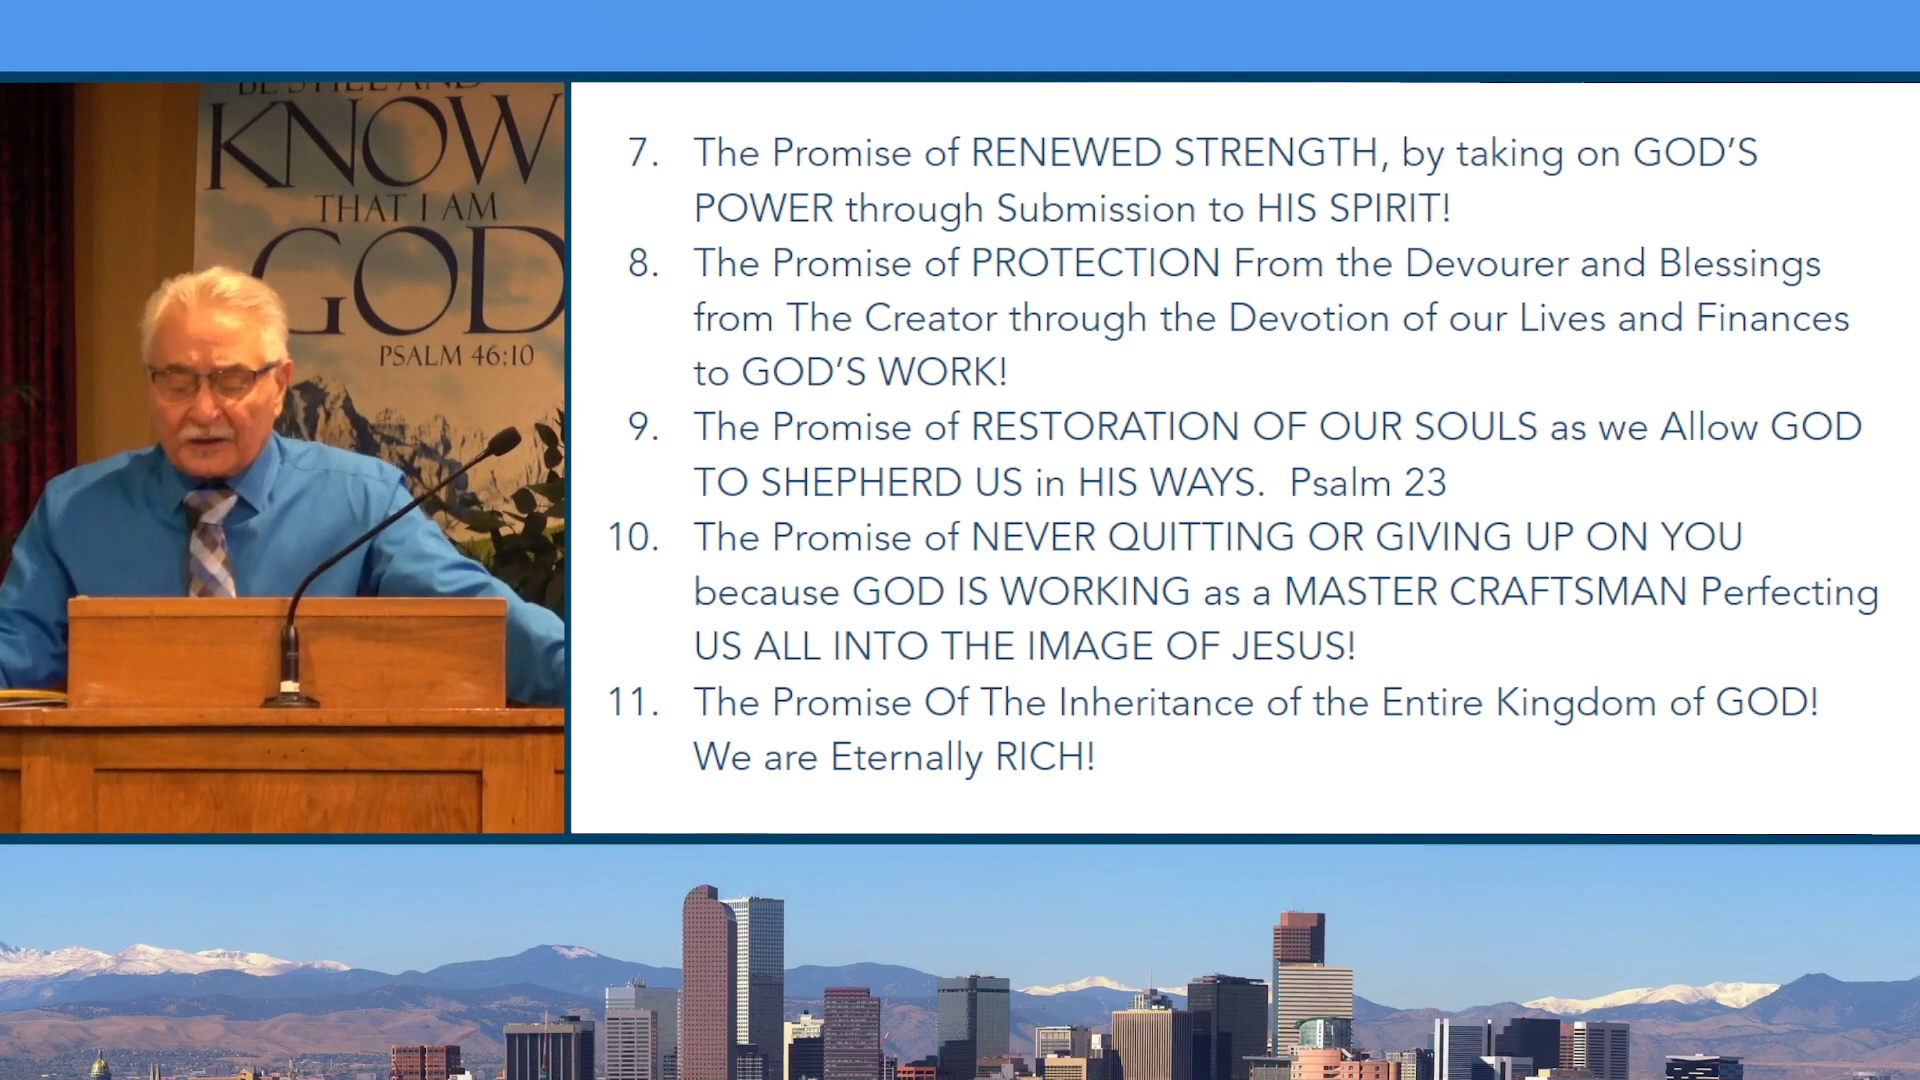 BE STILL AND
KNOW
THAT I AM
GOD
PSALM 46:10
7. The Promise of RENEWED STRENGTH, by taking on GOD’S
POWER through Submission to HIS SPIRIT!
8. The Promise of PROTECTION From the Devourer and Blessings
from The Creator through the Devotion of our Lives and Finances
to GOD’S WORK!
9. The Promise of RESTORATION OF OUR SOULS as we Allow GOD
TO SHEPHERD US in HIS WAYS.  Psalm 23
10. The Promise of NEVER QUITTING OR GIVING UP ON YOU
because GOD IS WORKING as a MASTER CRAFTSMAN Perfecting
US ALL INTO THE IMAGE OF JESUS!
11. The Promise Of The Inheritance of the Entire Kingdom of GOD!
We are Eternally RICH!